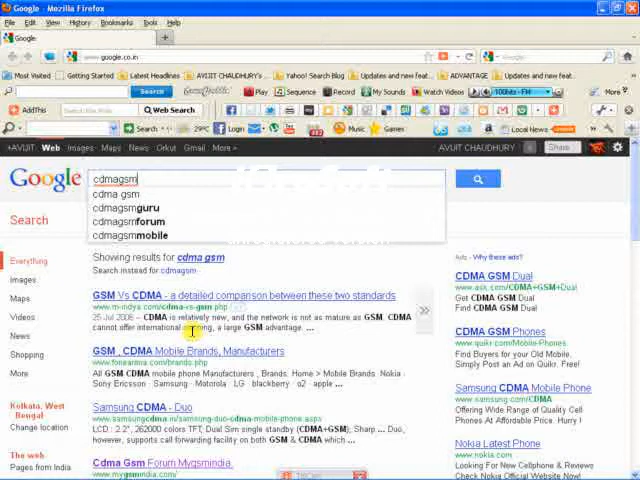 Google - Mozilla Firefox
File Edit View History Bookmarks Tools Help
Google
www.google.co.in
Google
Most Visited Getting Started Latest Headlines AVIJIT CHAUDHURY... Yahoo! Search Blog Updates and new feat... ADVANTAGE Updates and new feat...
Search Play Sequence Record My Sounds Watch Videos 100hits - FM More
AddThis Web Search
Search 29°C Login Music Games Local News Options
+AVIJIT Web Images Maps News Orkut Gmail More AVIJIT CHAUDHURY Share
Google cdmagsm
cdma gsm
cdmagsmguru
cdmagsmforum
cdmagsmmobile
Search
Everything
Images
Maps
Videos
News
Shopping
More
Kolkata, West
Bengal
Change location
The web
Pages from India
Showing results for cdma gsm
Search instead for cdmagsm
GSM Vs CDMA - a detailed comparison between these two standards
www.mindya.com/cdma-vs-gsm.php
25 Jul 2008 – CDMA is relatively new, and the network is not as mature as GSM. CDMA
cannot offer international roaming, a large GSM advantage. ...
GSM , CDMA Mobile Brands, Manufacturers
www.fonearena.com/brands.php
All GSM CDMA mobile phone Manufacturers , Brands. Home > Mobile Brands · Nokia ·
Sony Ericsson · Samsung · Motorola · LG · blackberry · o2 · apple ...
Samsung CDMA - Duo
www.samsungcdma.in/samsung-duo-cdma-mobile-phone.aspx
LCD : 2.2", 262000 colors TFT; Dual Sim single standby (CDMA+GSM); Sharp ... Duo,
however, supports call forwarding facility on both GSM & CDMA which ...
Cdma Gsm Forum Mygsmindia.
www.mygsmindia.com/
Ads - Why these ads?
CDMA GSM Dual
www.ask.com/CDMA+GSM+Dual
Get CDMA GSM Dual
Find CDMA GSM Dual
CDMA GSM Phones
www.quikr.com/Mobile-Phones
Find Buyers of your Old Mobile.
Simply Post an Ad on Quikr. Free!
Samsung CDMA Mobile Phone
www.samsungcdma.in/
Offering Wide Range of Quality Cell
Phones At Affordable Prices. Hurry !
Nokia Latest Phone
www.nokia.com/
Looking For New Cellphone & Reviews
Check Nokia Official Website Today